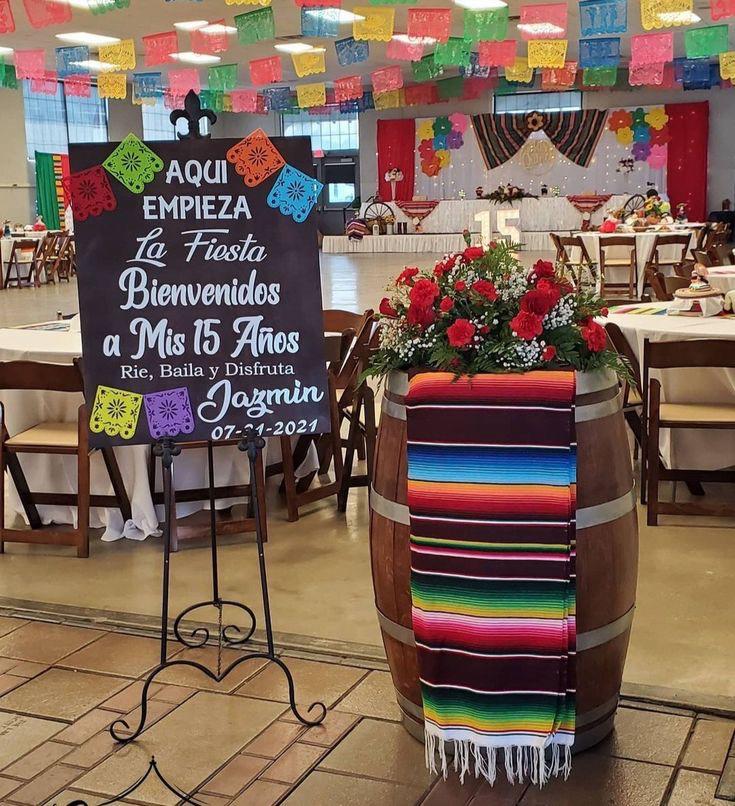 AQUI
EMPIEZA
La Fiesta
Bienvenidos
a Mis 15 Años
Rie, Baila y Disfruta
Jazmin
07-31-2021
15